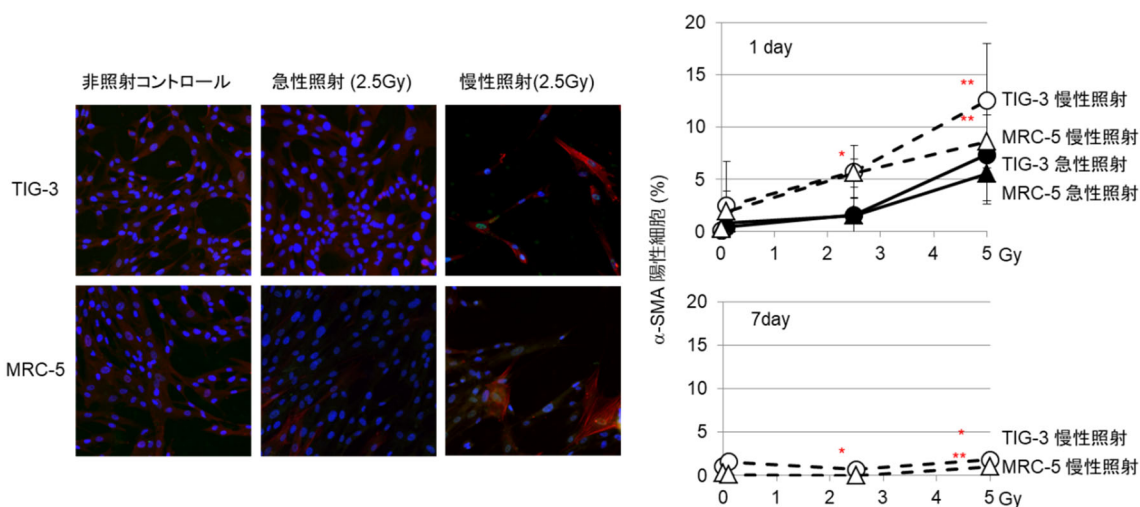 非照射コントロール
急性照射 (2.5Gy)
慢性照射(2.5Gy)
TIG-3
MRC-5
α-SMA 陽性細胞 (%)
20
15
10
5
0
1 day
*
**
**
TIG-3 慢性照射
MRC-5 慢性照射
TIG-3 急性照射
MRC-5 急性照射
0 1 2 3 4 5 Gy
20
15
10
5
0
7day
*
*
**
TIG-3 慢性照射
MRC-5 慢性照射
0 1 2 3 4 5 Gy